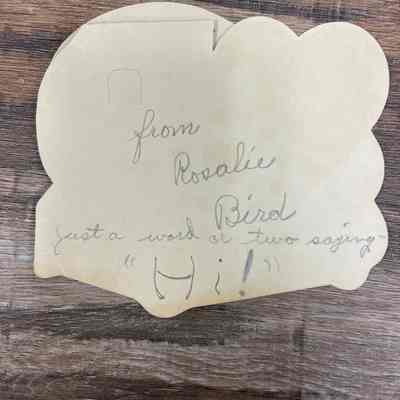 from
Rosalie
Bird
Just a word or two saying-
"Hi!"